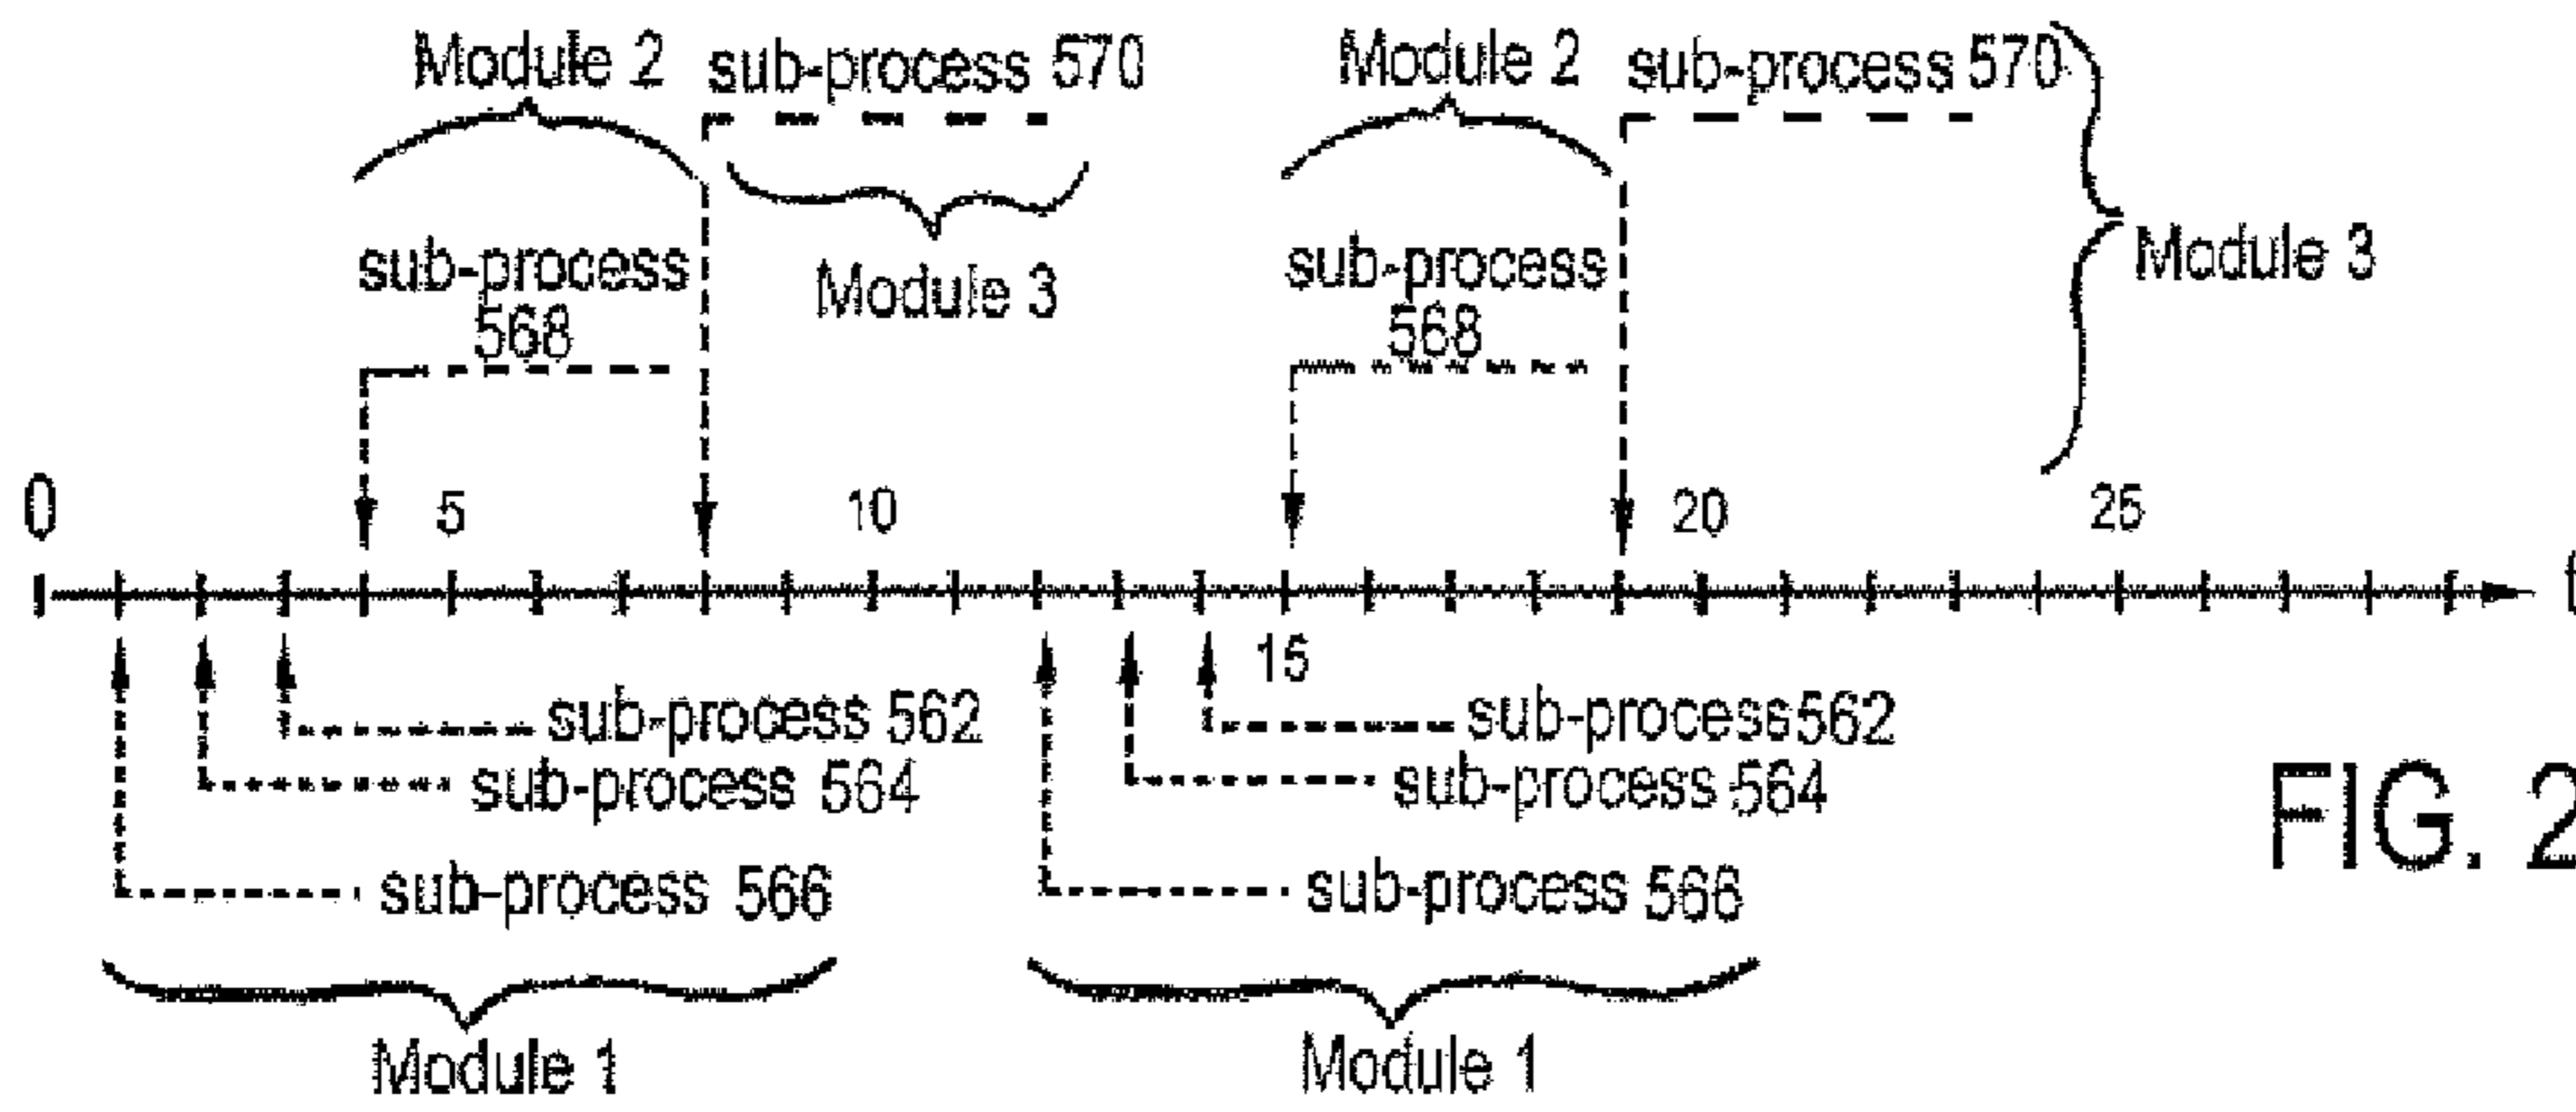 Module 2 sub-process 570 Module 2 sub-process 570
sub-process 568 Module 3 sub-process 568 Module 3
0 5 10 20 25
t
15
sub-process 562 sub-process562
sub-process 564 sub-process 564
sub-process 566 sub-process 566
FIG. 2
Module 1 Module 1